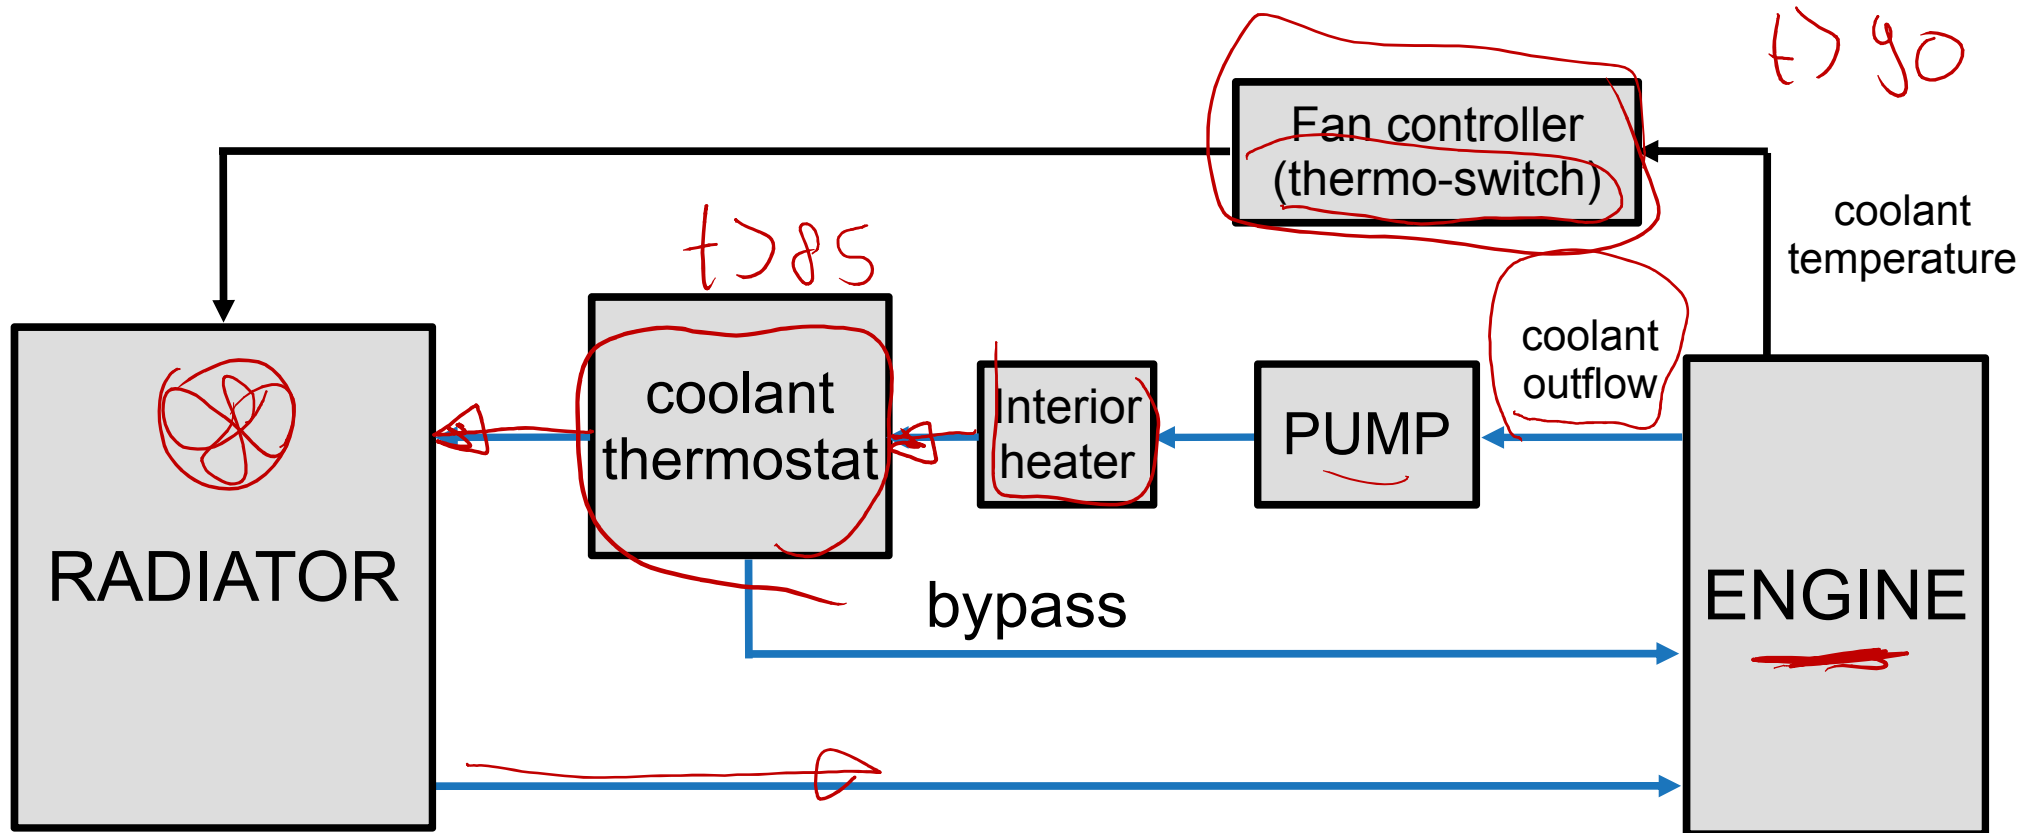 t>90
Fan controller
(thermo-switch)
coolant
temperature
t>85
coolant
outflow
coolant
thermostat
Interior
heater
PUMP
RADIATOR
bypass
ENGINE